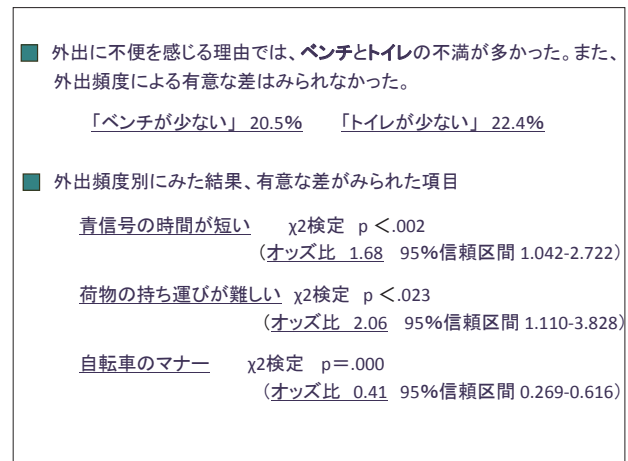 外出に不便を感じる理由では、ベンチとトイレの不満が多かった。また、
外出頻度による有意な差はみられなかった。
「ベンチが少ない」 20.5% 「トイレが少ない」 22.4%
外出頻度別にみた結果、有意な差がみられた項目
青信号の時間が短い χ2検定 p <.002
(オッズ比 1.68 95%信頼区間 1.042-2.722)
荷物の持ち運びが難しい χ2検定 p <.023
(オッズ比 2.06 95%信頼区間 1.110-3.828)
自転車のマナー χ2検定 p=.000
(オッズ比 0.41 95%信頼区間 0.269-0.616)